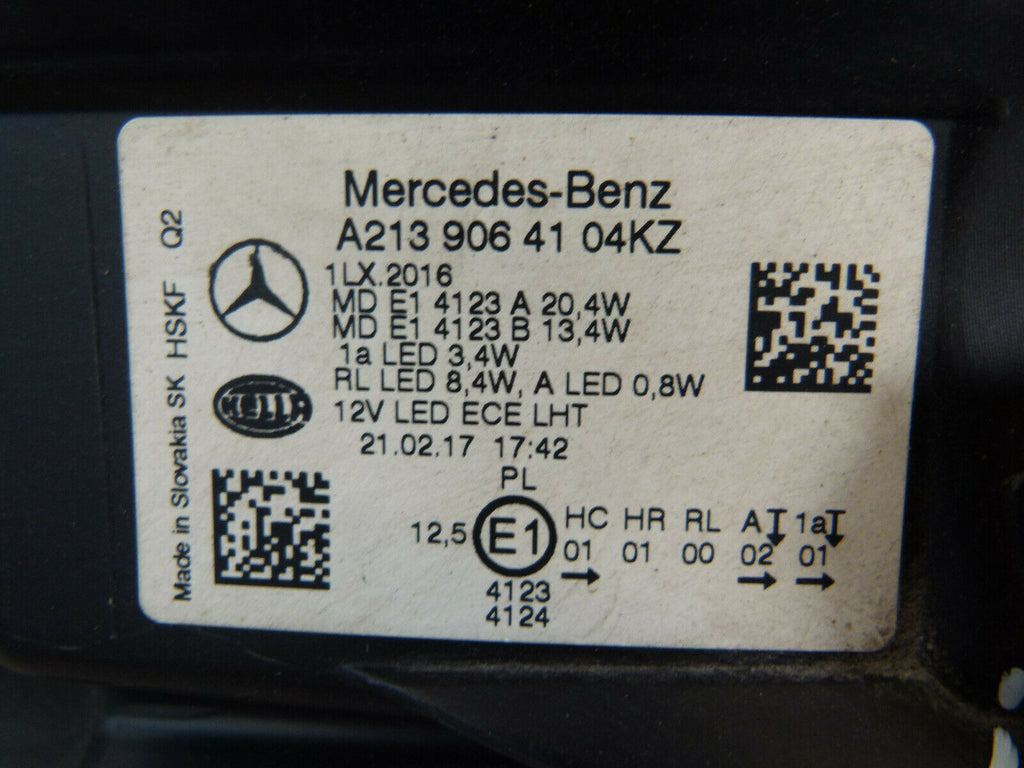 Mercedes-Benz
A213 906 41 04KZ
1LX.2016
MD E1 4123 A 20,4W
MD E1 4123 B 13,4W
1a LED 3,4W
RL LED 8,4W, A LED 0,8W
12V LED ECE LHT
21.02.17 17:42
PL
12,5 E1 HC HR RL A 1a
01 01 00 02 01
4123
4124
HELLA
Made in Slovakia SK HSKF Q2